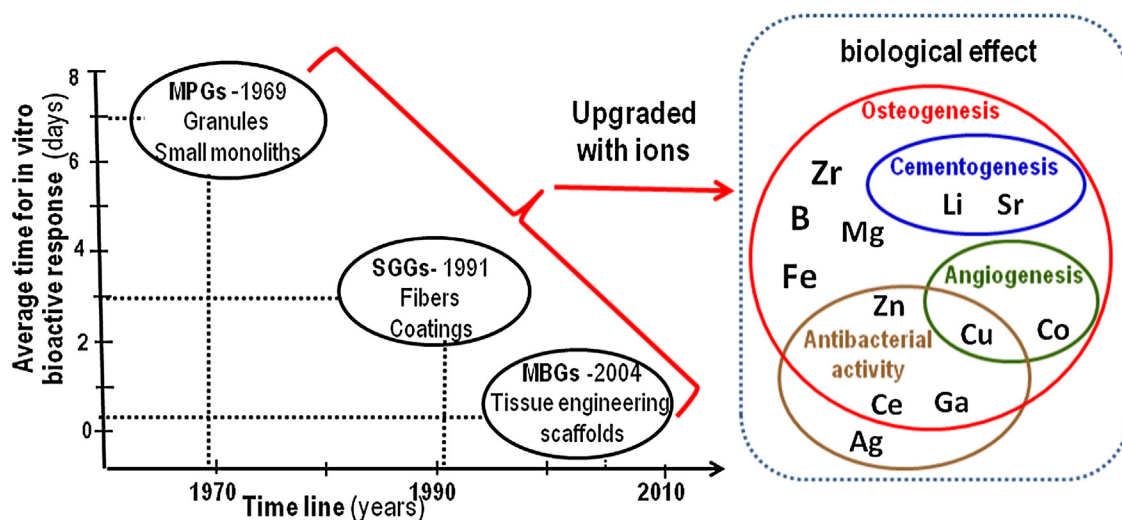 Average time for in vitro
bioactive response (days)
8
6
4
2
0
MPGs -1969
Granules
Small monoliths
SGGs- 1991
Fibers
Coatings
MBGs -2004
Tissue engineering
scaffolds
1970
1990
2010
Time line (years)
Upgraded
with ions
biological effect
Osteogenesis
Cementogenesis
Li Sr
Zr
B
Mg
Fe
Angiogenesis
Zn
Cu
Co
Antibacterial
activity
Ce
Ga
Ag